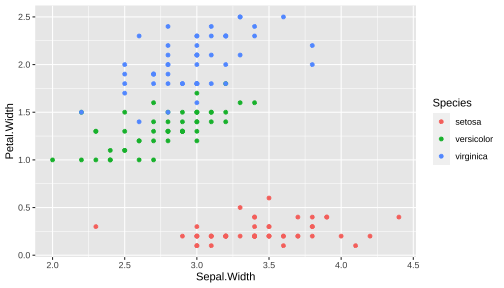 2.5
2.0
1.5
1.0
0.5
0.0
Petal.Width
2.0 2.5 3.0 3.5 4.0 4.5
Sepal.Width
Species
setosa
versicolor
virginica